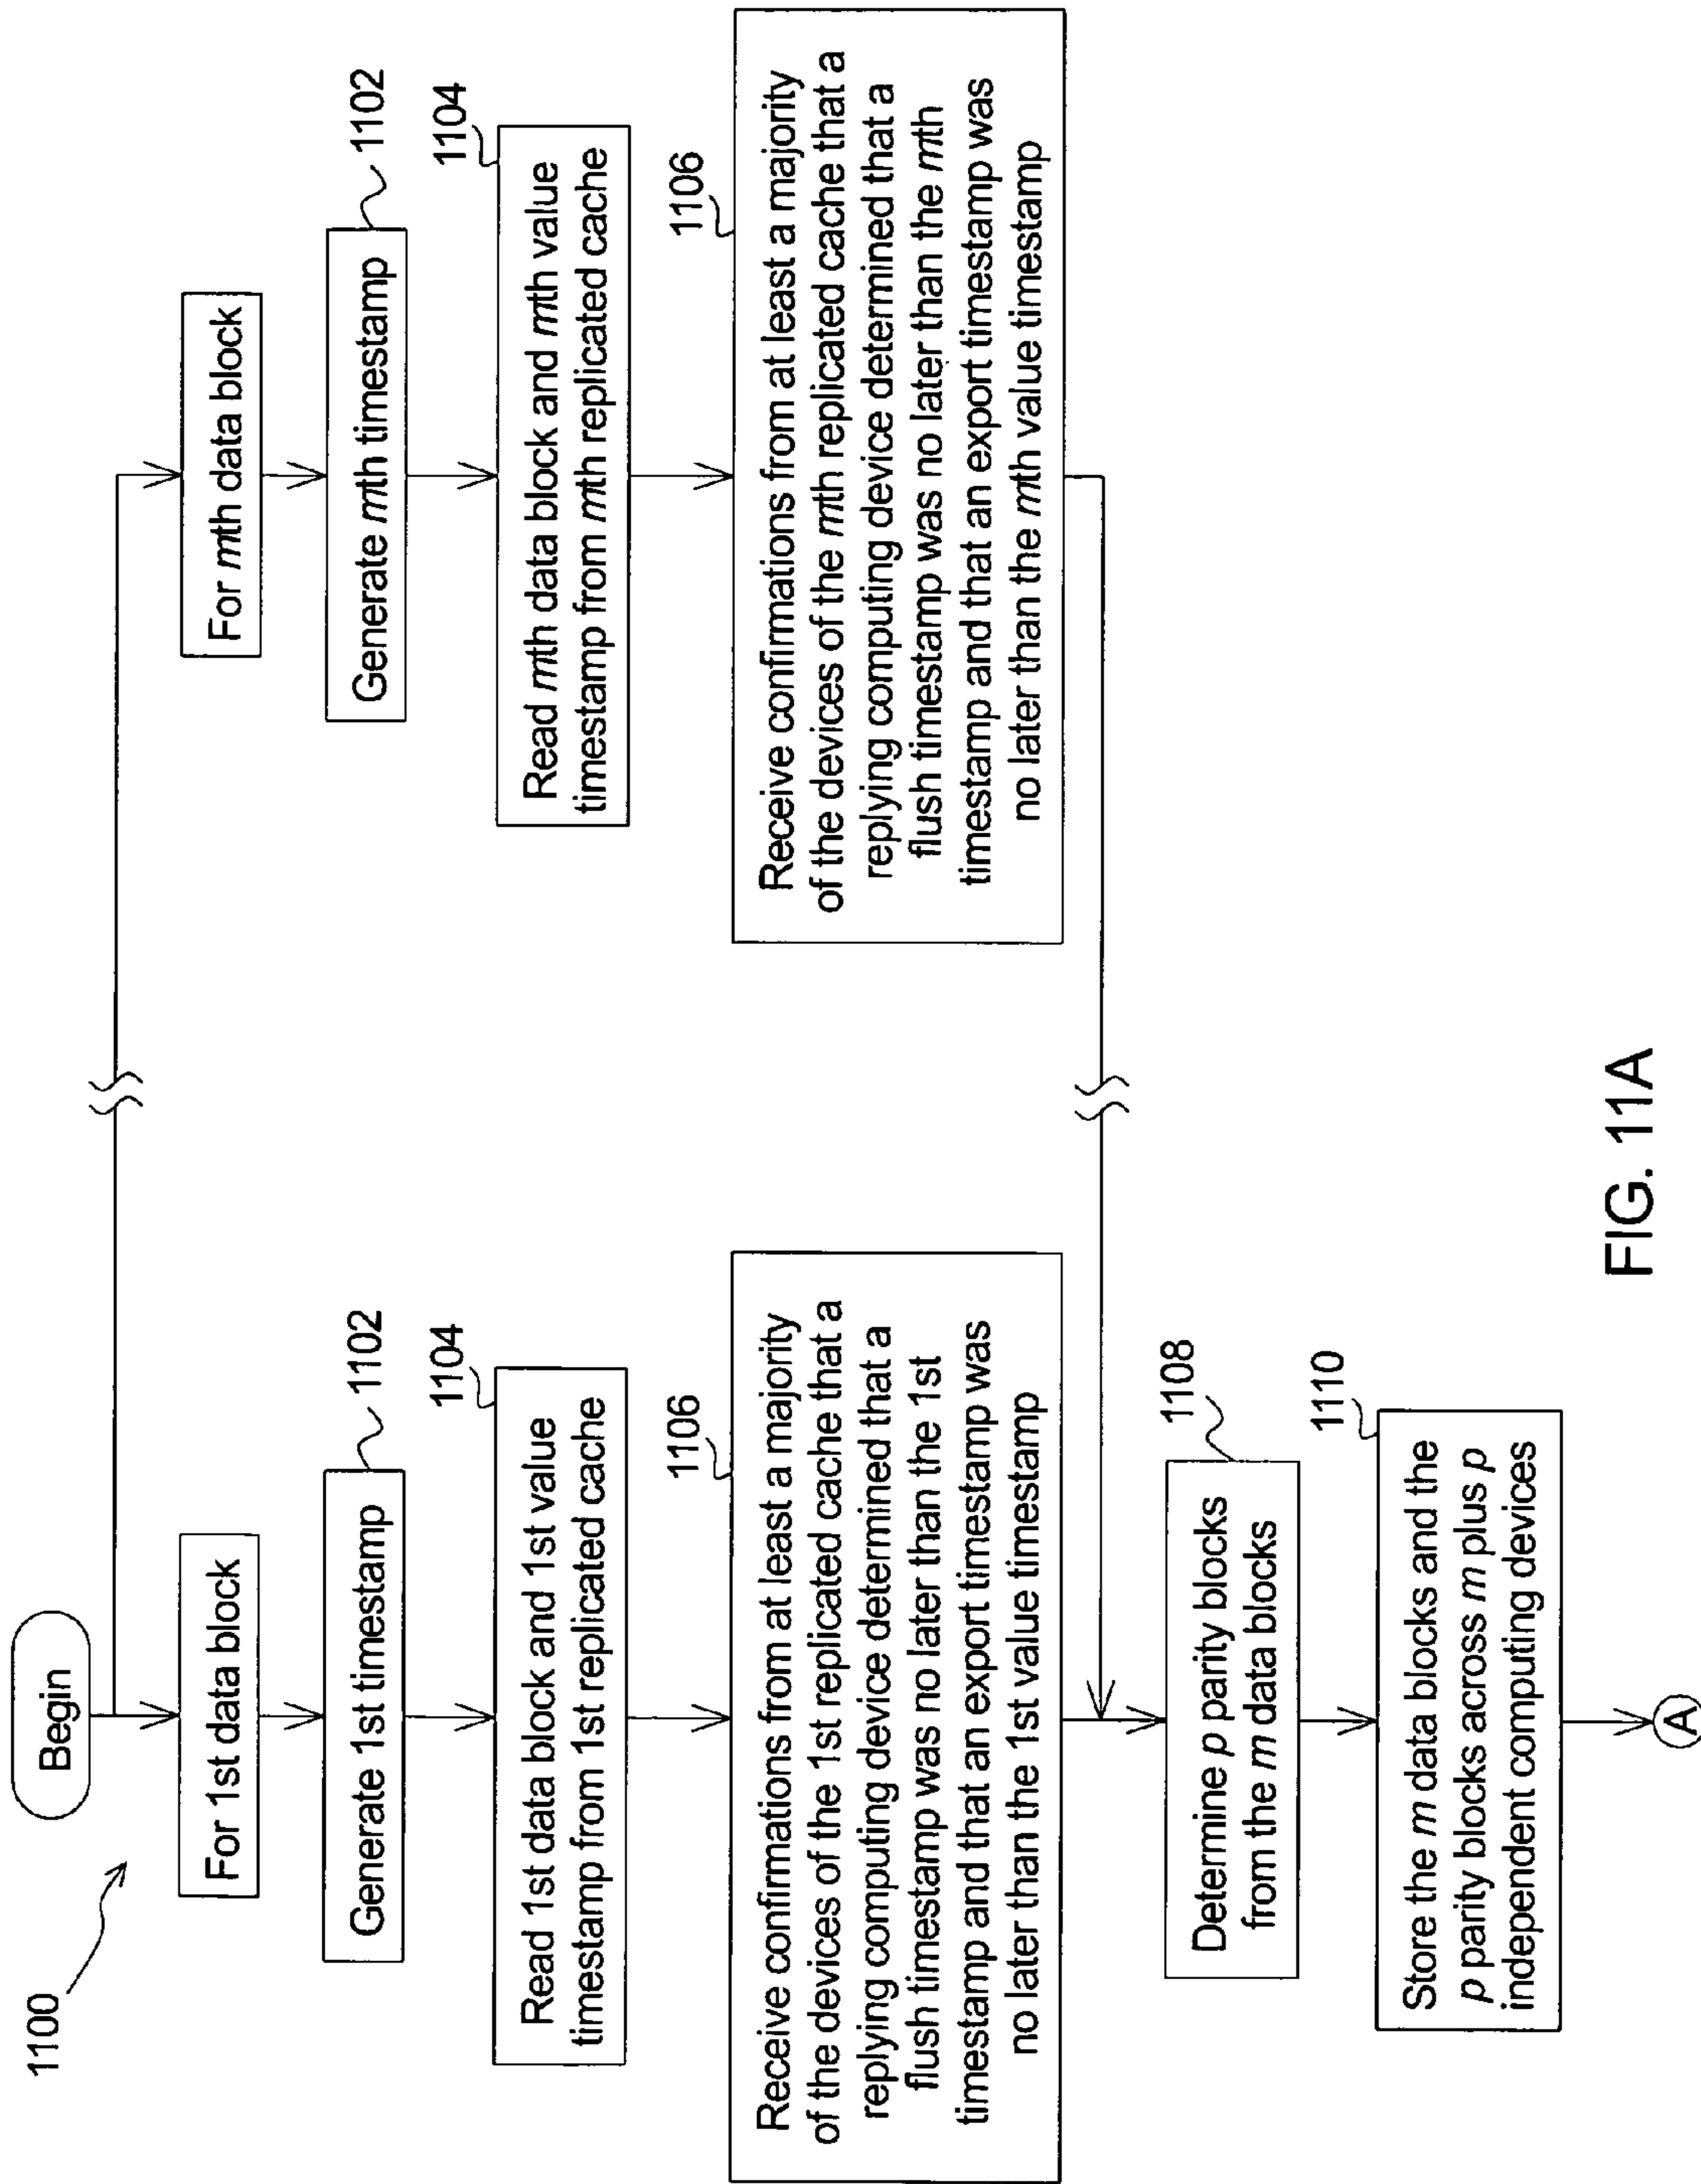 1100
Begin
For 1st data block
Generate 1st timestamp
1102
Read 1st data block and 1st value
timestamp from 1st replicated cache
1104
Receive confirmations from at least a majority
of the devices of the 1st replicated cache that a
replying computing device determined that a
flush timestamp was no later than the 1st
timestamp and that an export timestamp was
no later than the 1st value timestamp
1106
For mth data block
Generate mth timestamp
1102
Read mth data block and mth value
timestamp from mth replicated cache
1104
Receive confirmations from at least a majority
of the devices of the mth replicated cache that a
replying computing device determined that a
flush timestamp was no later than the mth
timestamp and that an export timestamp was
no later than the mth value timestamp
1106
Determine p parity blocks
from the m data blocks
1108
Store the m data blocks and the
p parity blocks across m plus p
independent computing devices
1110
A
FIG. 11A